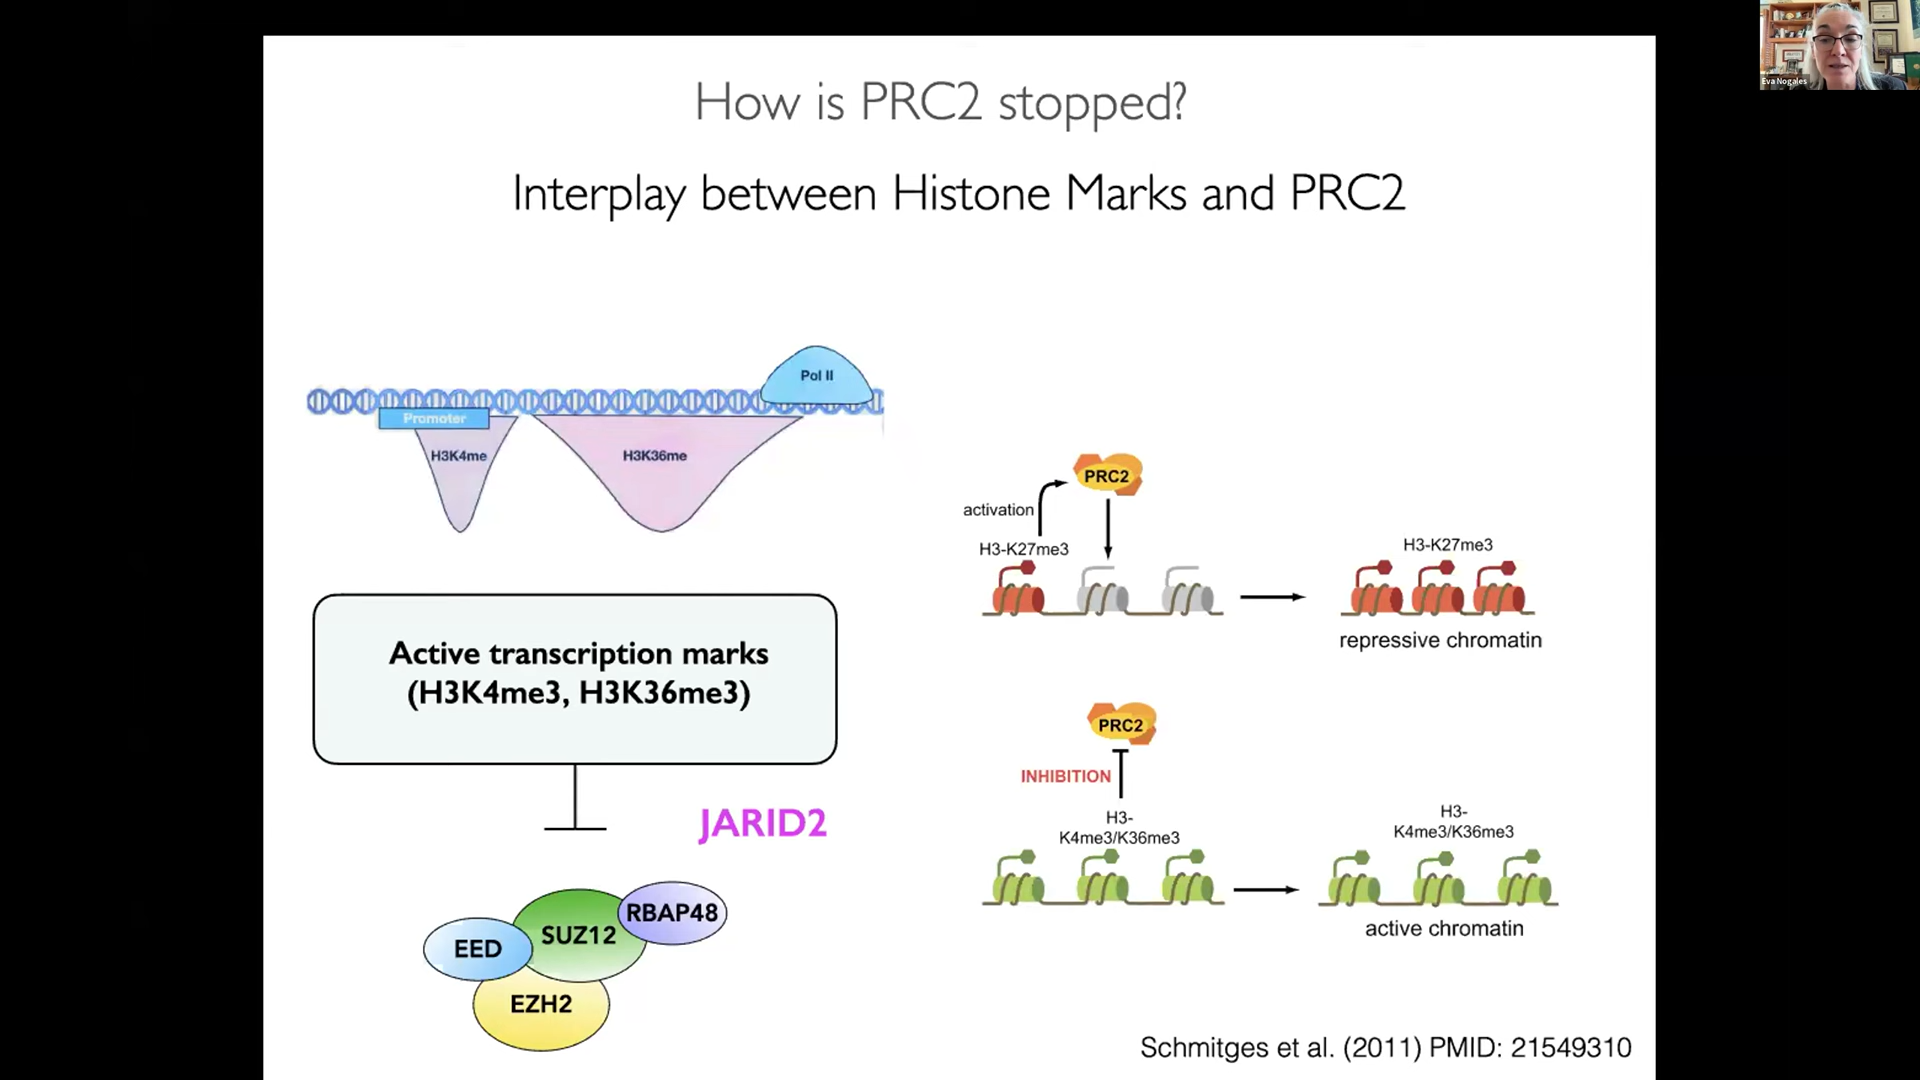 How is PRC2 stopped?
Interplay between Histone Marks and PRC2
Pol II
Promoter
H3K4me
H3K36me
Active transcription marks
(H3K4me3, H3K36me3)
JARID2
RBAP48
SUZ12
EED
EZH2
PRC2
activation
H3-K27me3
H3-K27me3
repressive chromatin
PRC2
INHIBITION
H3-
K4me3/K36me3
H3-
K4me3/K36me3
active chromatin
Schmitges et al. (2011) PMID: 21549310
Eva Nogales